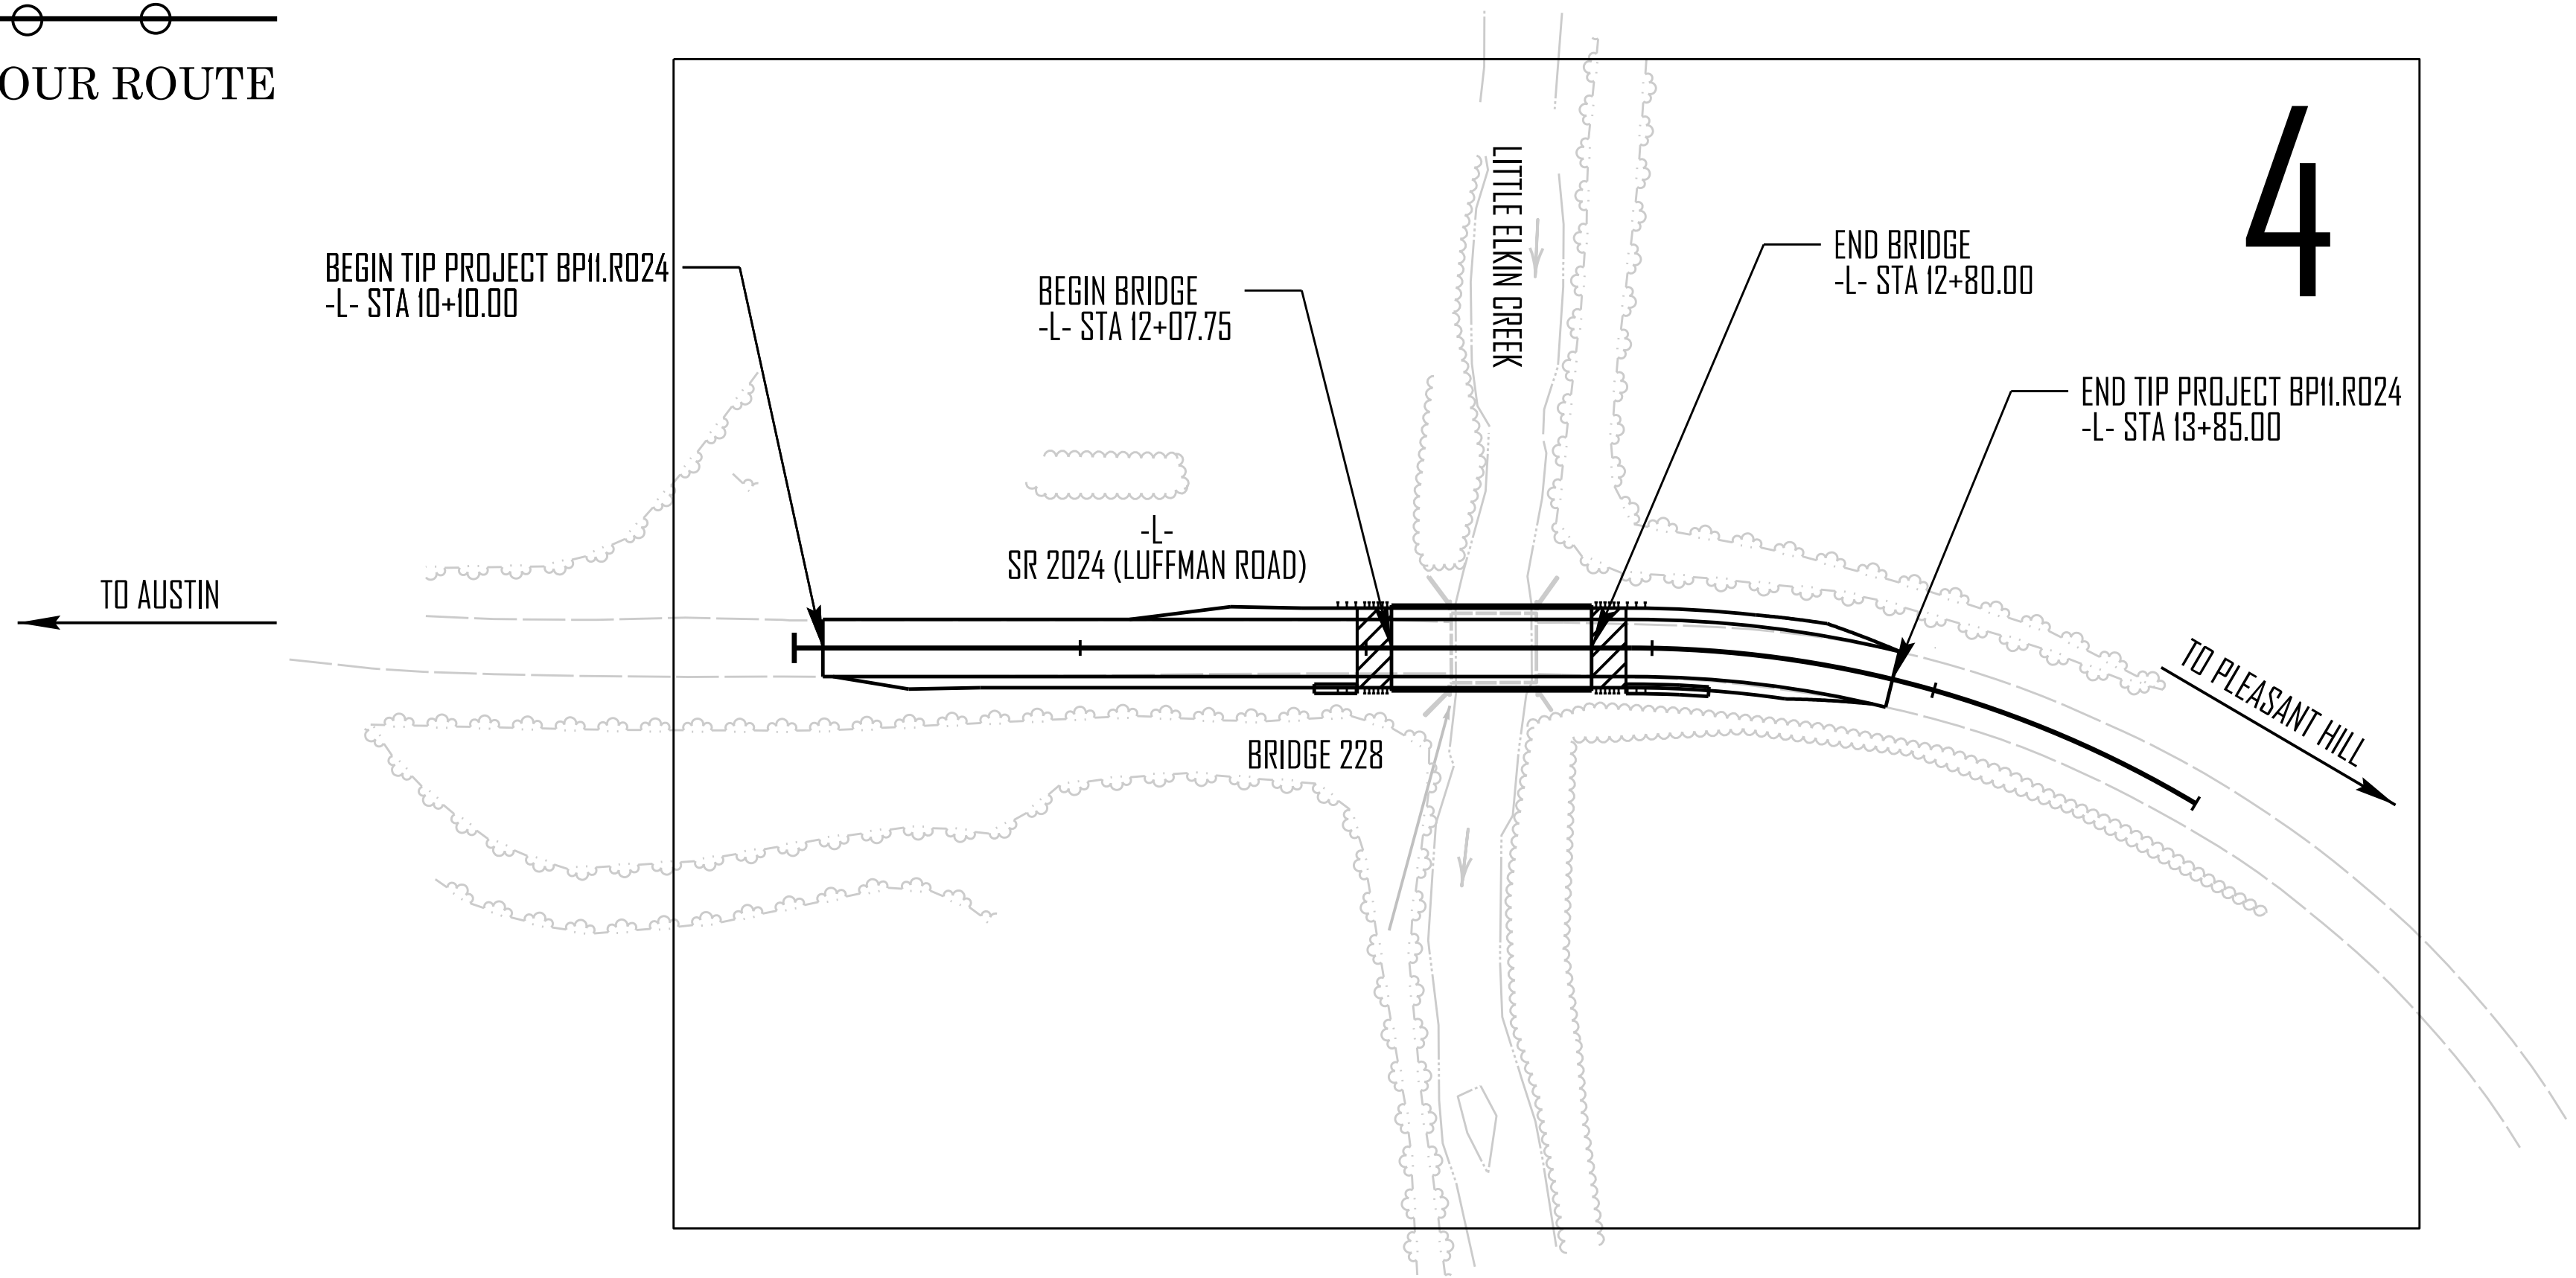 OUR ROUTE
4
LITTLE ELKIN CREEK
END BRIDGE
-L- STA 12+80.00
BEGIN TIP PROJECT BP11.R024
-L- STA 10+10.00
BEGIN BRIDGE
-L- STA 12+07.75
END TIP PROJECT BP11.R024
-L- STA 13+85.00
-L-
SR 2024 (LUFFMAN ROAD)
TO AUSTIN
TO PLEASANT HILL
BRIDGE 228